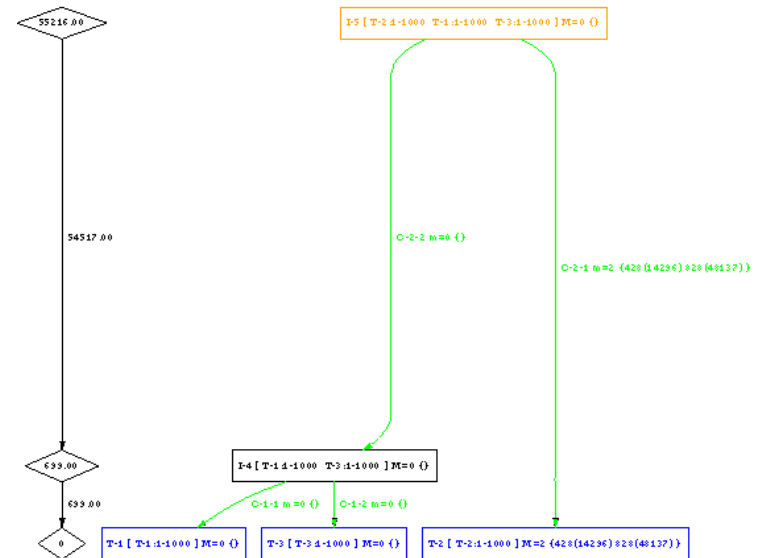 55216.00
I-5 [ T-2:1-1000 T-1:1-1000 T-3:1-1000 ] M=0 {}
54517.00
O-2-2 m=0 {}
O-2-1 m=2 {428(14296) 828(48137) }
699.00
I-4 [ T-1:1-1000 T-3:1-1000 ] M=0 {}
699.00
O-1-1 m=0 {}
O-1-2 m=0 {}
0
T-1 [ T-1:1-1000 ] M=0 {}
T-3 [ T-3:1-1000 ] M=0 {}
T-2 [ T-2:1-1000 ] M=2 {428(14296) 828(48137) }